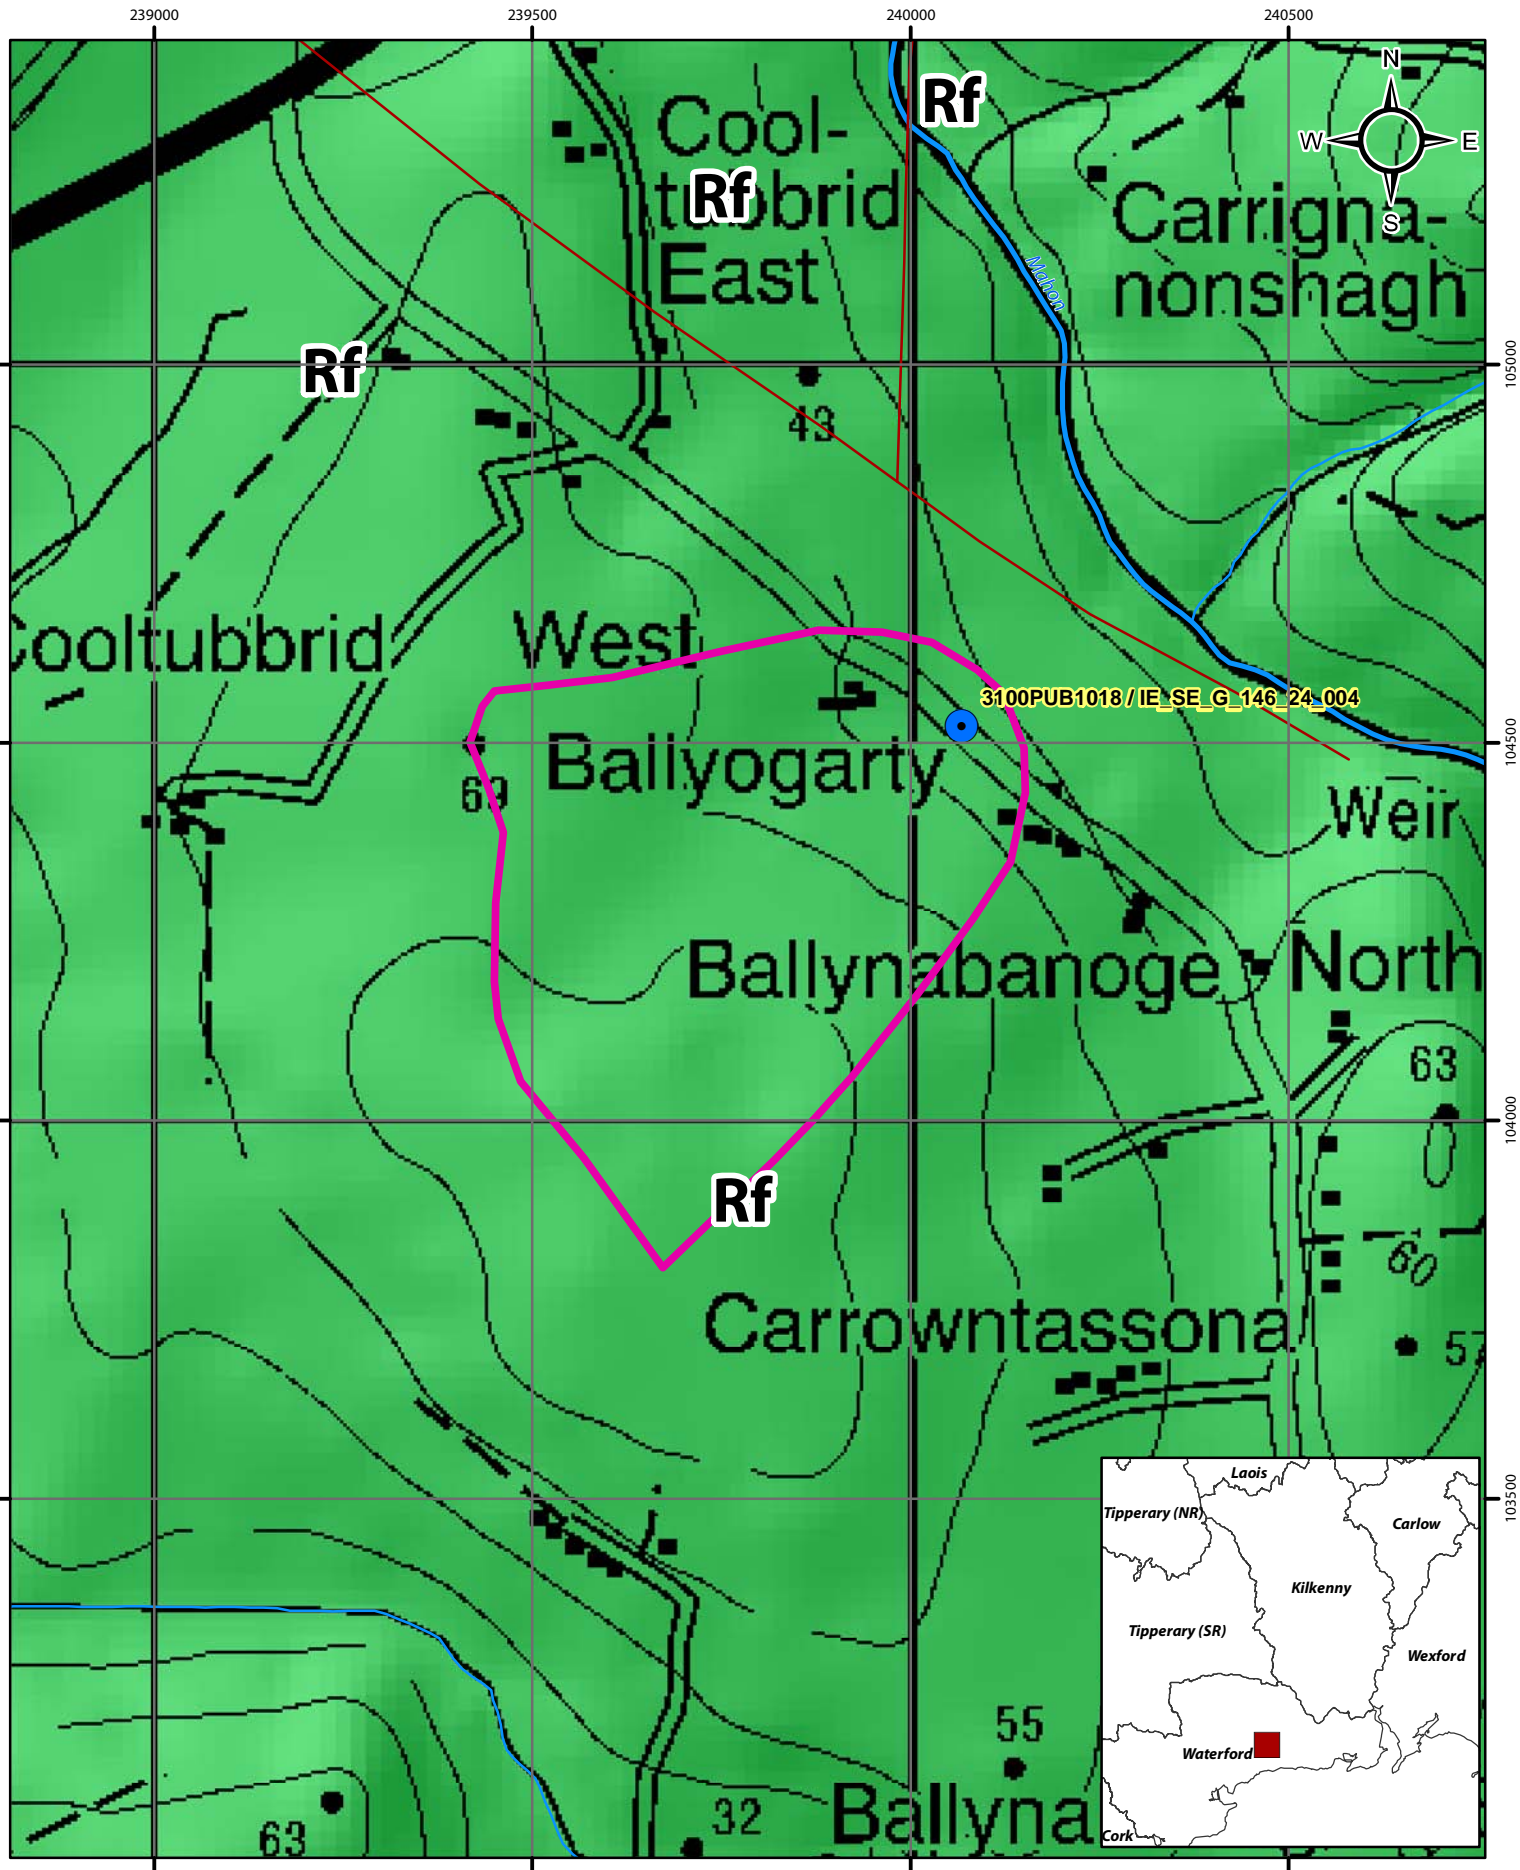 239000
239500
240000
240500
N
W
E
S
Rf
Cool-
tubbrid
East
Rf
Carrigna-
nonshagh
Mahon
105000
Rf
43
Cooltubbrid
West
3100PUB1018 / IE_SE_G_146_24_004
104500
Ballyogarty
69
Weir
Ballynabanoge
North
63
104000
Rf
60
Carrowntassona
57
103500
Laois
Tipperary (NR)
Carlow
Kilkenny
Tipperary (SR)
Wexford
Waterford
Cork
55
32
Ballyna
63